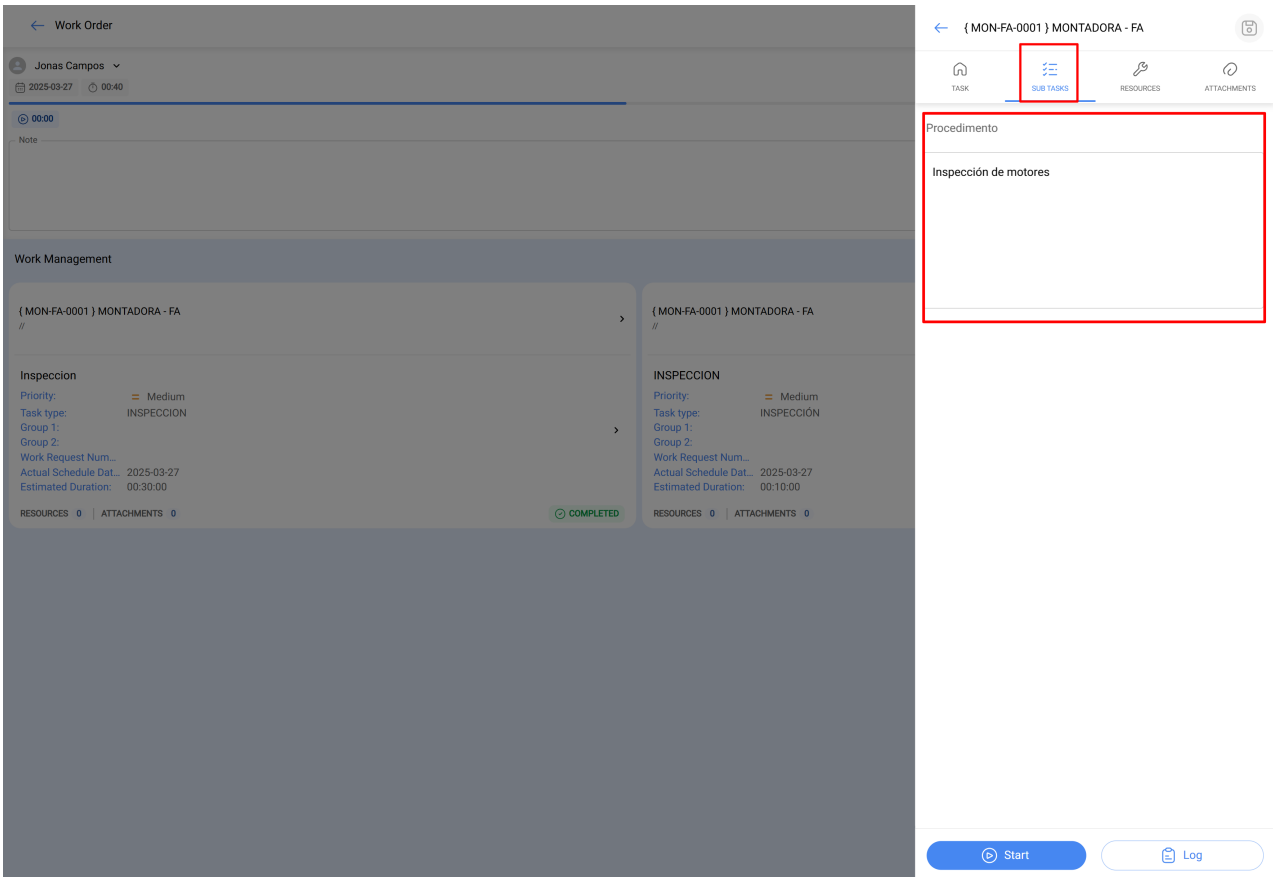 Work Order
Jonas Campos
2025-03-27 00:40
00:00
Note
Work Management
{ MON-FA-0001 } MONTADORA - FA
//
Inspeccion
Priority: Medium
Task type: INSPECCION
Group 1:
Group 2:
Work Request Num...
Actual Schedule Dat... 2025-03-27
Estimated Duration: 00:30:00
RESOURCES 0 | ATTACHMENTS 0 COMPLETED
{ MON-FA-0001 } MONTADORA - FA
//
INSPECCION
Priority: Medium
Task type: INSPECCIÓN
Group 1:
Group 2:
Work Request Num...
Actual Schedule Dat... 2025-03-27
Estimated Duration: 00:10:00
RESOURCES 0 | ATTACHMENTS 0
{ MON-FA-0001 } MONTADORA - FA
TASK SUB TASKS RESOURCES ATTACHMENTS
Procedimento
Inspección de motores
Start Log